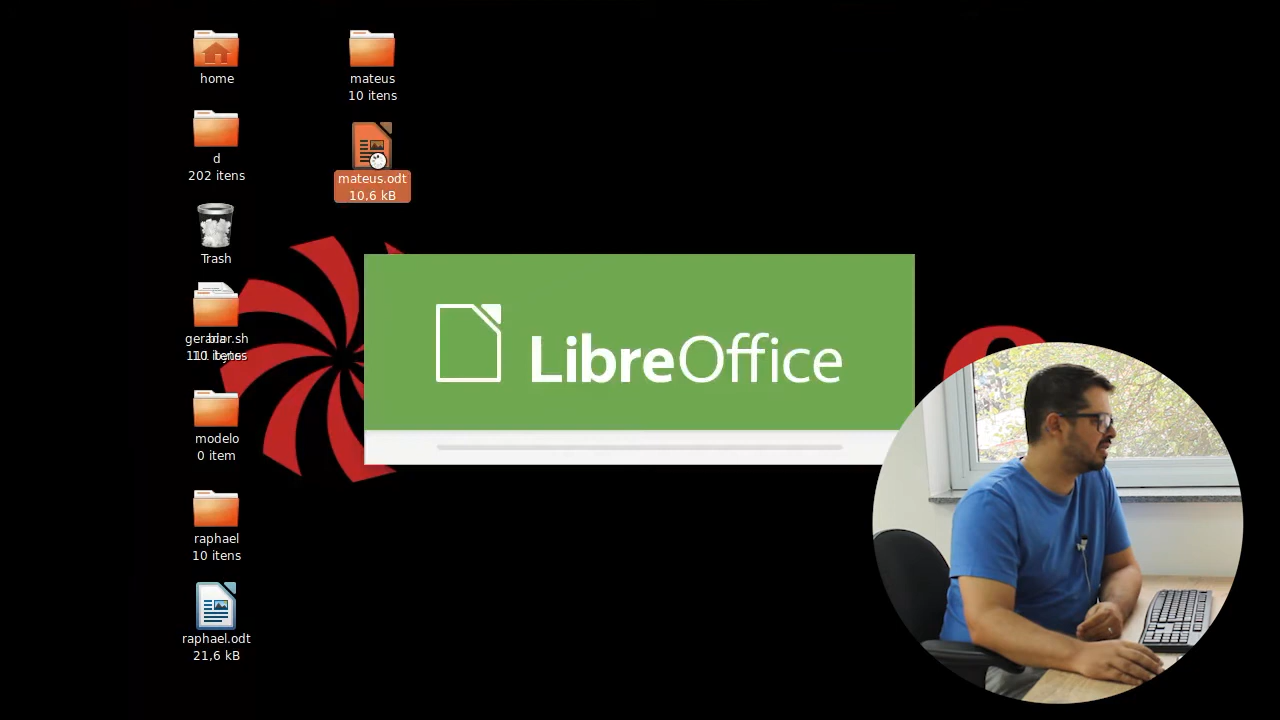 home
mateus
10 itens
d
202 itens
mateus.odt
10,6 kB
Trash
LibreOffice
modelo
0 item
raphael
10 itens
raphael.odt
21,6 kB